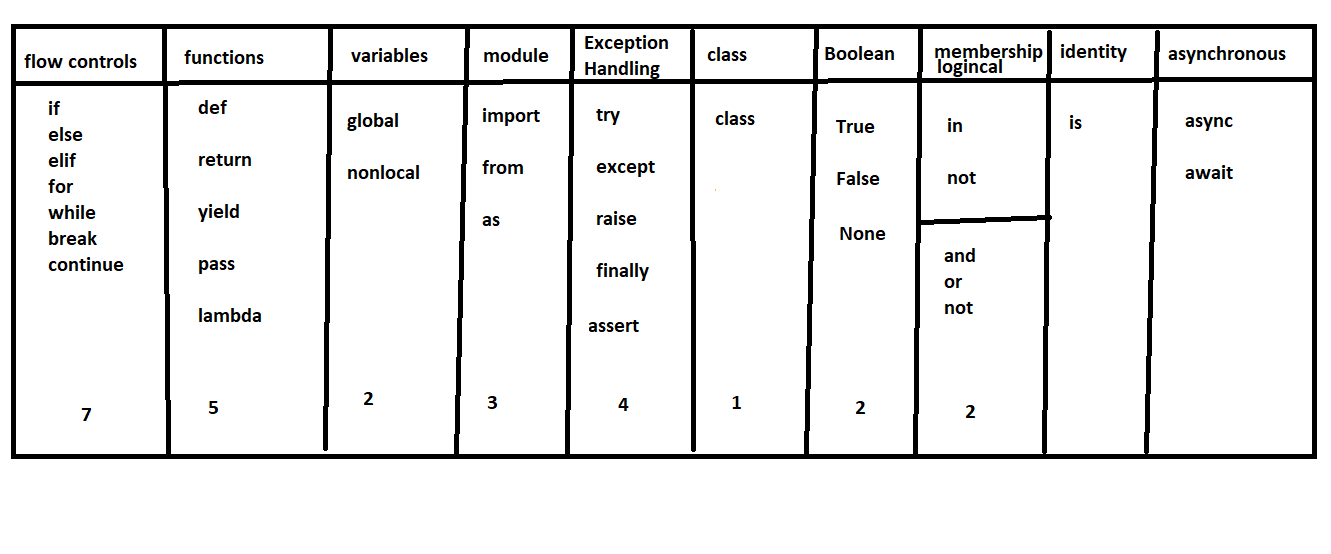 flow controls
functions
variables
module
Exception
Handling
class
Boolean
membership
logincal
identity
asynchronous
if
else
elif
for
while
break
continue
7
def
return
yield
pass
lambda
5
global
nonlocal
2
import
from
as
3
try
except
raise
finally
assert
4
class
1
True
False
None
2
in
not
and
or
not
2
is
async
await